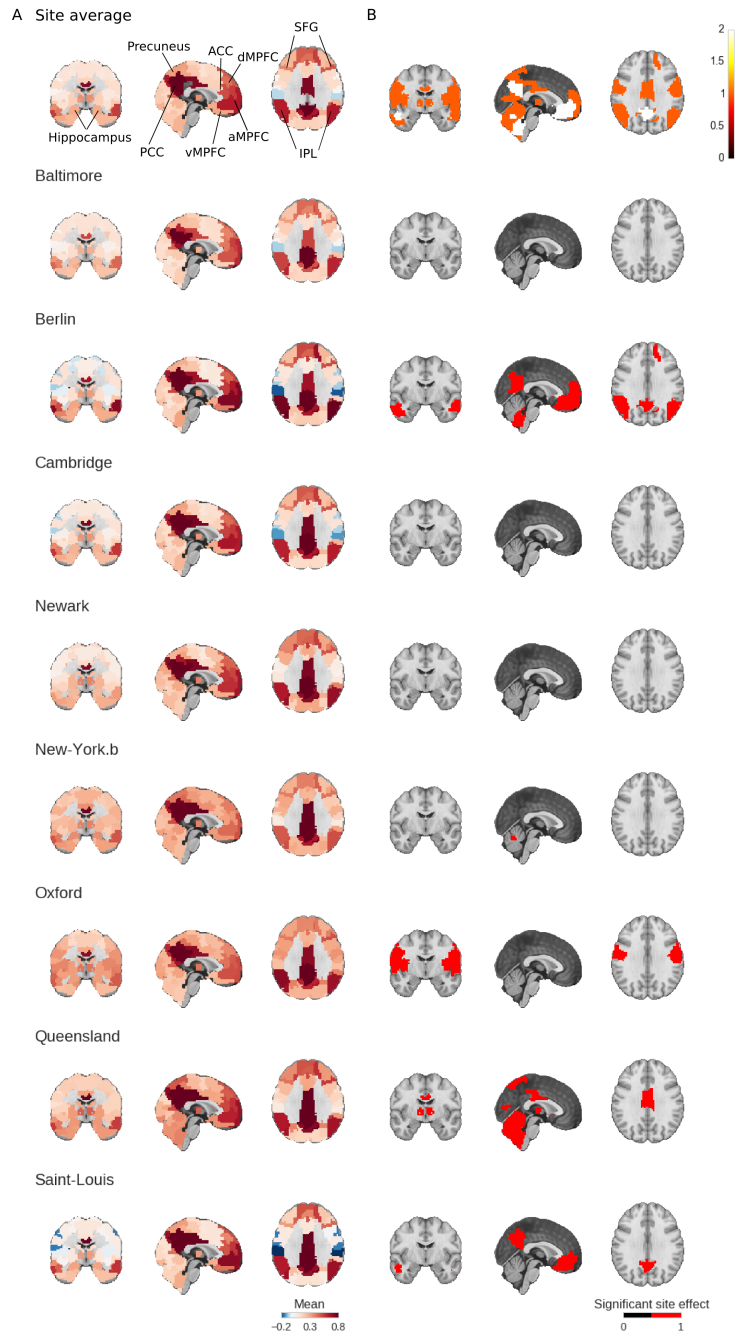 A Site average
B
SFG
Precuneus
ACC
dMPFC
Hippocampus
PCC
vMPFC
aMPFC
IPL
2
1.5
1
0.5
0
Baltimore
Berlin
Cambridge
Newark
New-York.b
Oxford
Queensland
Saint-Louis
Mean
−0.2 0.3 0.8
Significant site effect
0 1